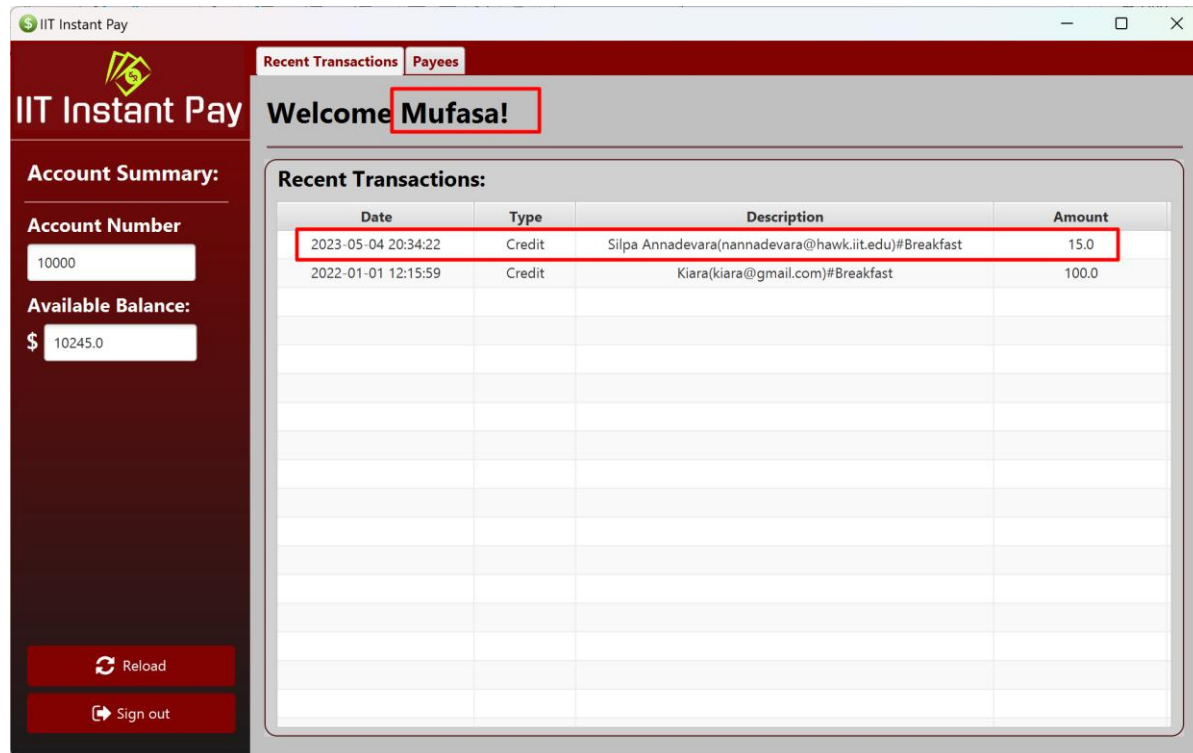 IIT Instant Pay
IIT Instant Pay
Account Summary:
Account Number
10000
Available Balance:
$ 10245.0
Reload
Sign out
Recent Transactions Payees
Welcome Mufasa!
Recent Transactions:
Date Type Description Amount
2023-05-04 20:34:22 Credit Silpa Annadevara(nannadevara@hawk.iit.edu)#Breakfast 15.0
2022-01-01 12:15:59 Credit Kiara(kiara@gmail.com)#Breakfast 100.0